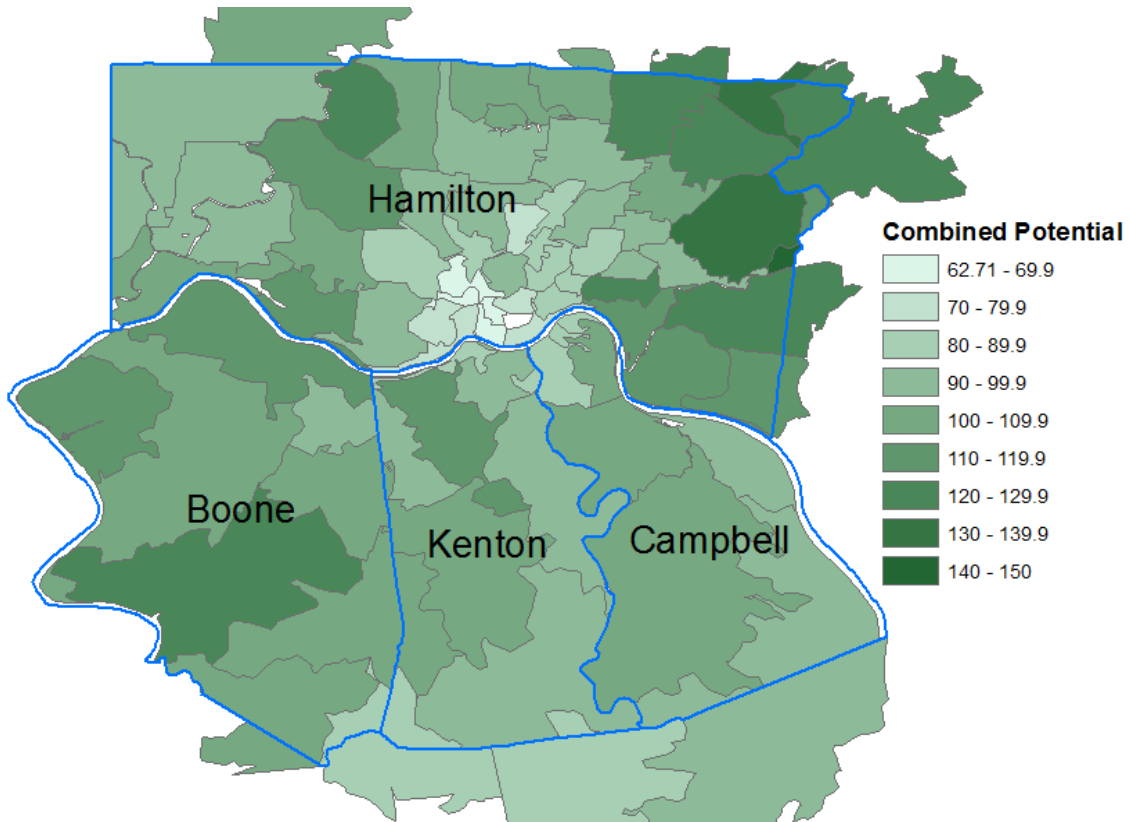 Hamilton
Combined Potential
62.71 - 69.9
70 - 79.9
80 - 89.9
90 - 99.9
100 - 109.9
110 - 119.9
120 - 129.9
130 - 139.9
140 - 150
Boone
Kenton
Campbell